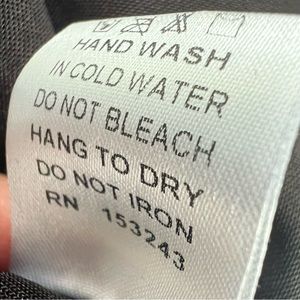 HAND WASH
IN COLD WATER
DO NOT BLEACH
HANG TO DRY
DO NOT IRON
RN 153243